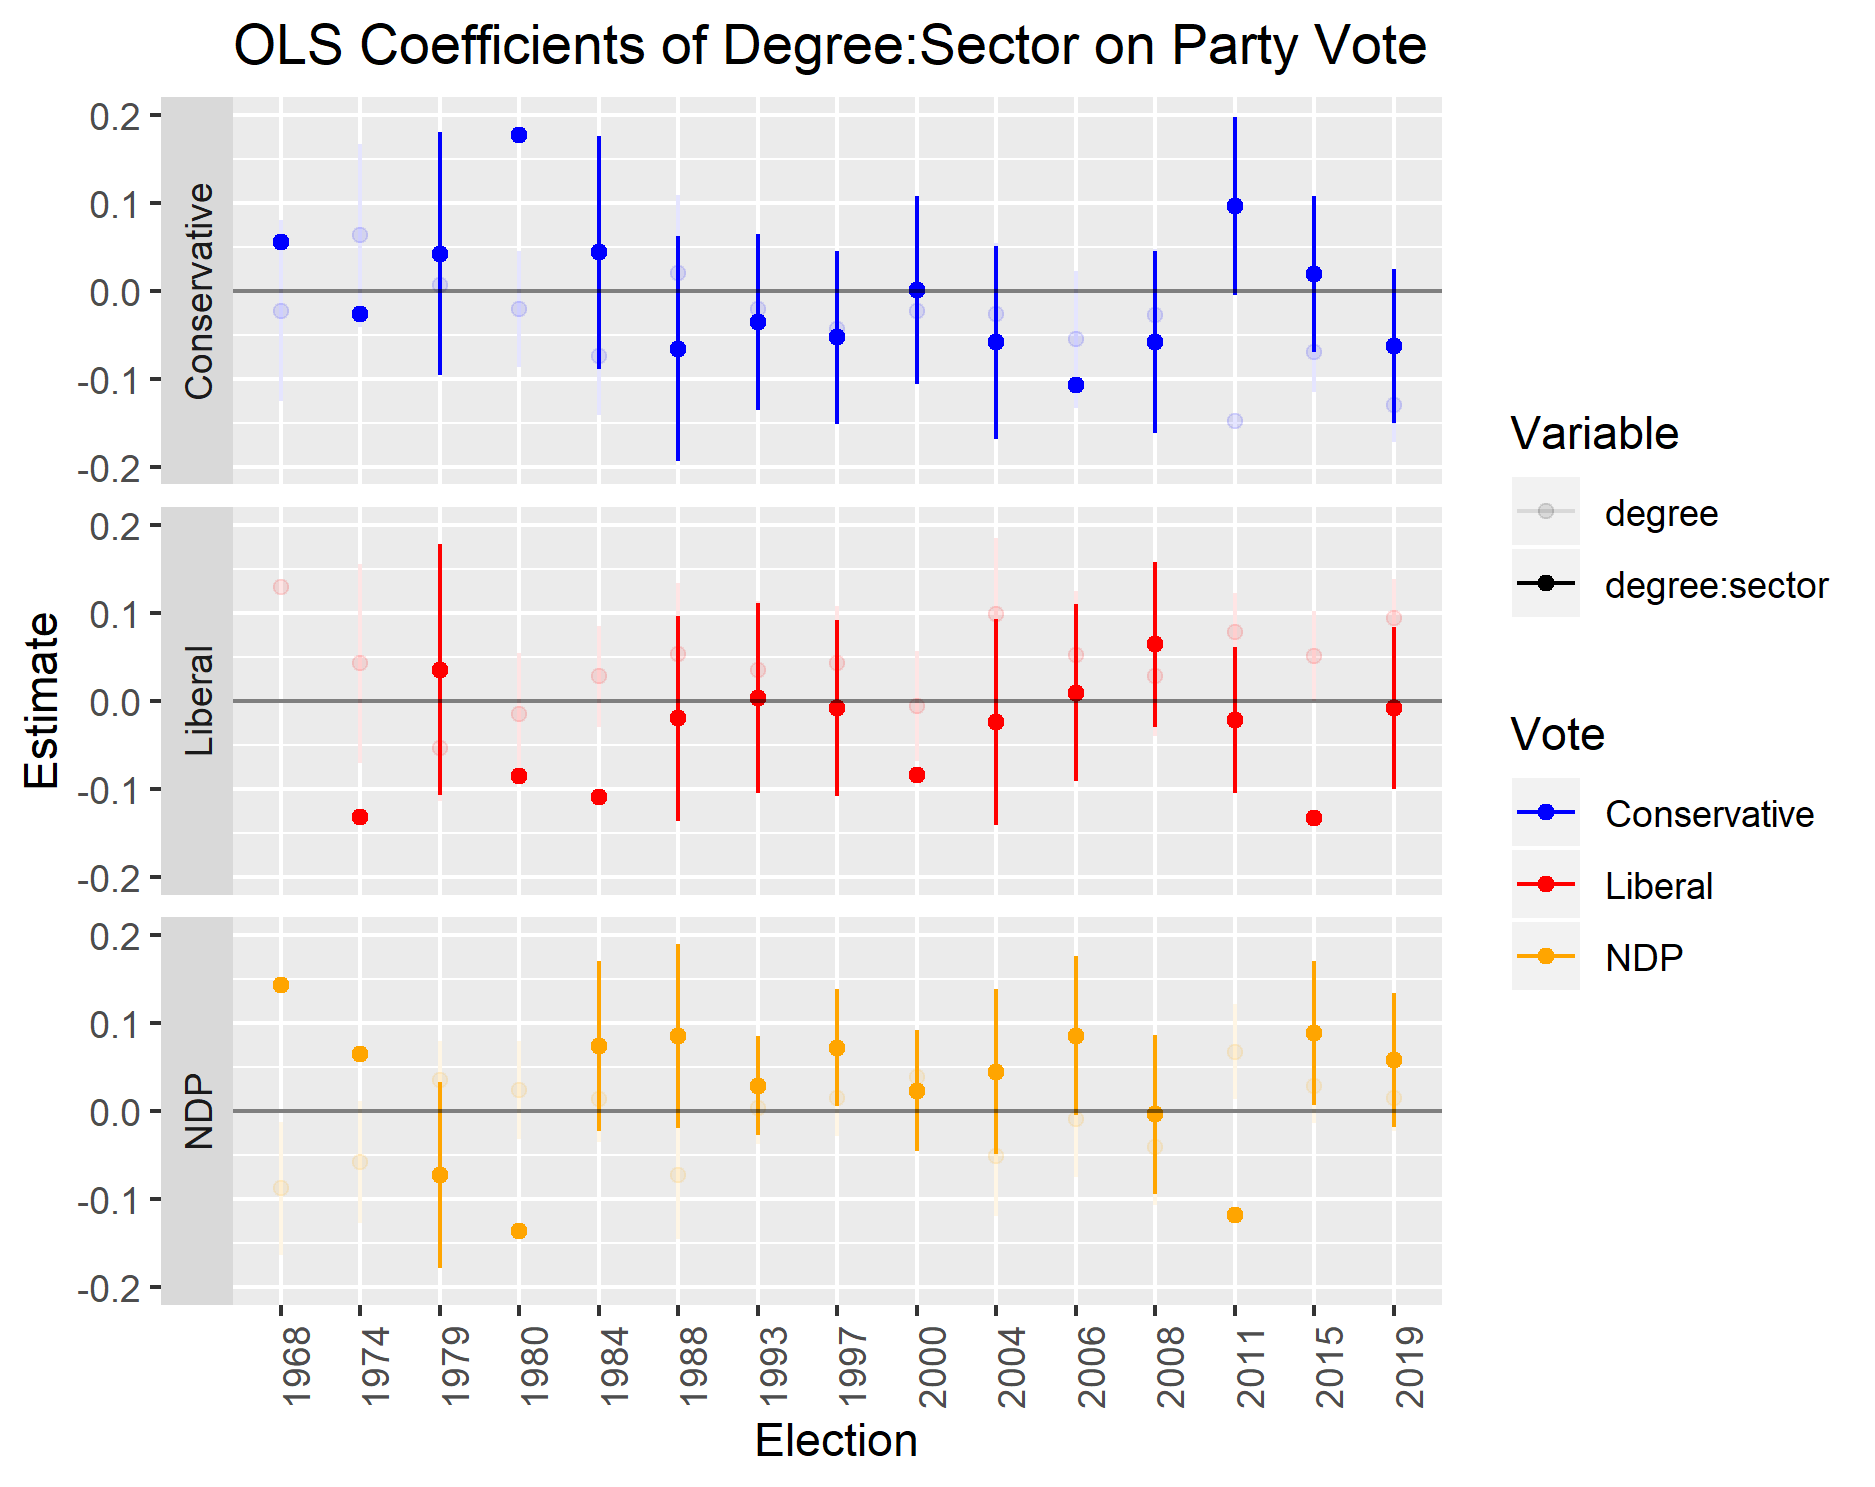 OLS Coefficients of Degree:Sector on Party Vote
Estimate
Conservative
0.2
0.1
0.0
-0.1
-0.2
Liberal
0.2
0.1
0.0
-0.1
-0.2
NDP
0.2
0.1
0.0
-0.1
-0.2
1968
1974
1979
1980
1984
1988
1993
1997
2000
2004
2006
2008
2011
2015
2019
Election
Variable
degree
degree:sector
Vote
Conservative
Liberal
NDP